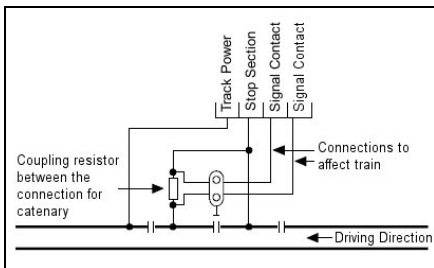 Track Power
Stop Section
Signal Contact
Signal Contact
Coupling resistor
between the
connection for
catenary
Connections to
affect train
Driving Direction